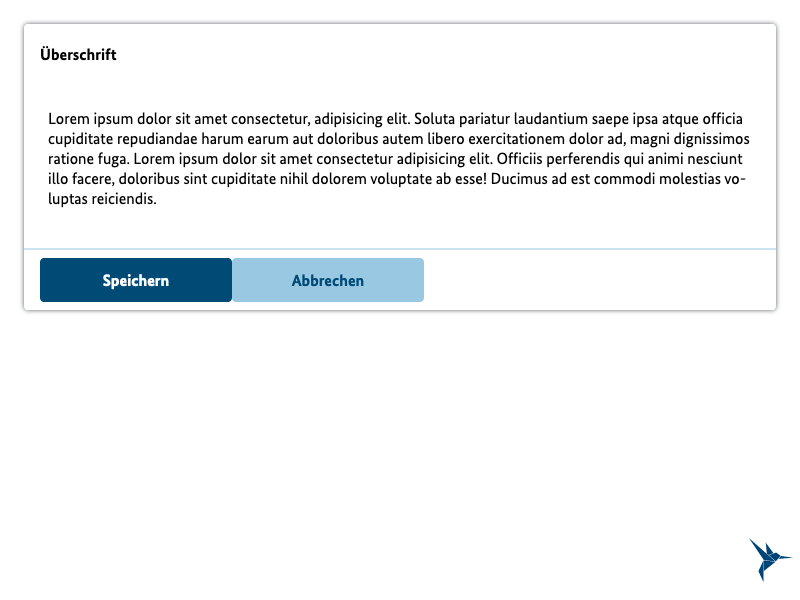 Überschrift
Lorem ipsum dolor sit amet consectetur, adipisicing elit. Soluta pariatur laudantium saepe ipsa atque officia
cupiditate repudiandae harum earum aut doloribus autem libero exercitationem dolor ad, magni dignissimos
ratione fuga. Lorem ipsum dolor sit amet consectetur adipisicing elit. Officiis perferendis qui animi nesciunt
illo facere, doloribus sint cupiditate nihil dolorem voluptate ab esse! Ducimus ad est commodi molestias vo-
luptas reiciendis.
Speichern
Abbrechen